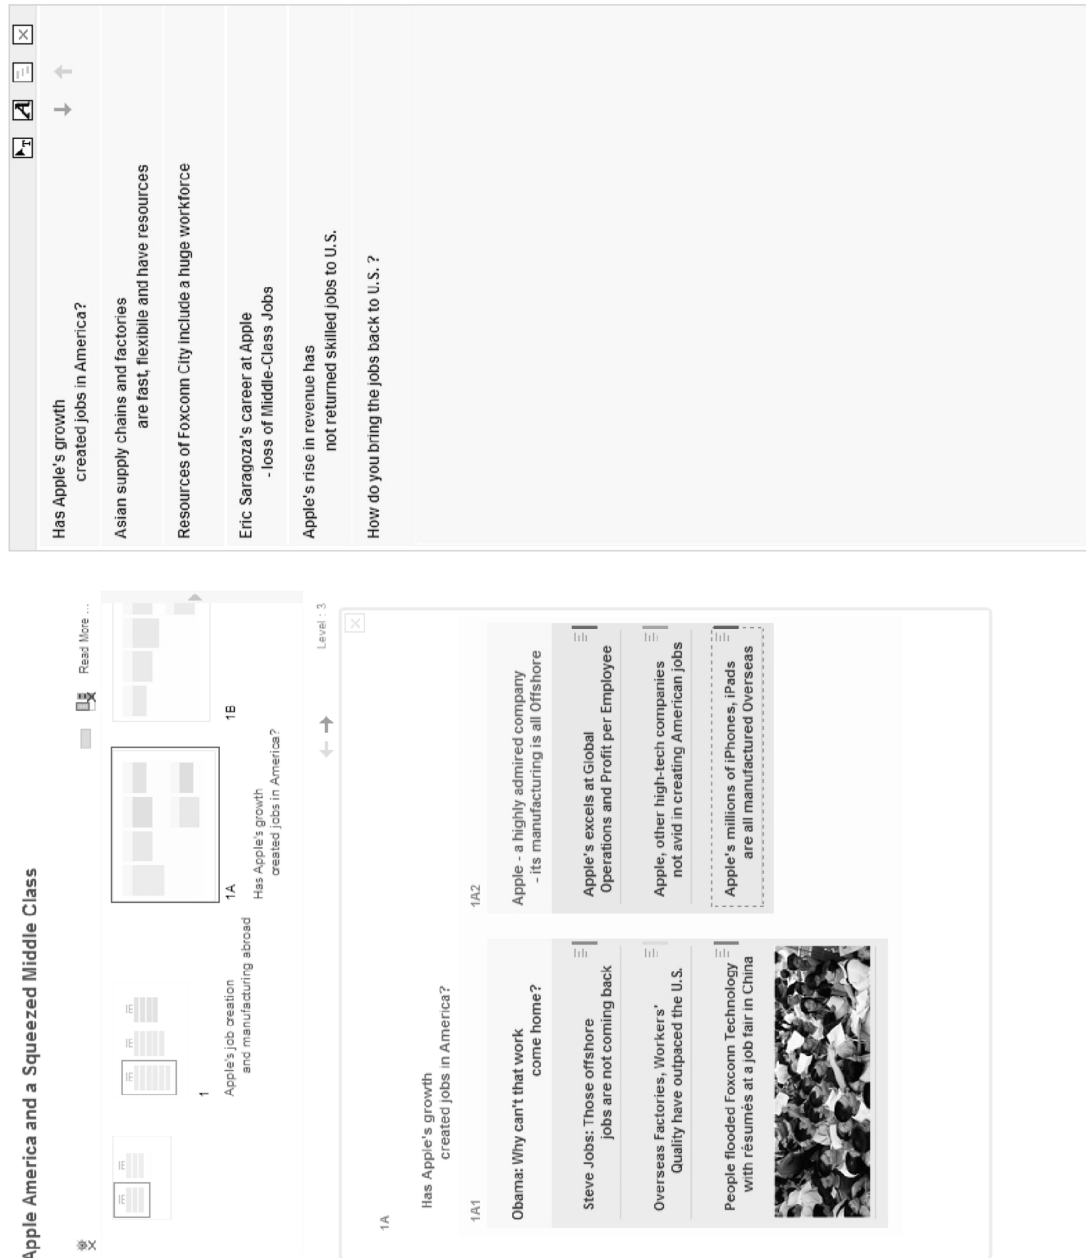 Apple America and a Squeezed Middle Class
Read More ...
IE
IE
IE
IE
IE
1
Apple's job creation
and manufacturing abroad
1A
Has Apple's growth
created jobs in America?
1B
Level : 3
1A
Has Apple's growth
created jobs in America?
1A1
Obama: Why can't that work
come home?
Steve Jobs: Those offshore
jobs are not coming back
Overseas Factories, Workers'
Quality have outpaced the U.S.
People flooded Foxconn Technology
with résumés at a job fair in China
1A2
Apple - a highly admired company
- its manufacturing is all Offshore
Apple's excels at Global
Operations and Profit per Employee
Apple, other high-tech companies
not avid in creating American jobs
Apple's millions of iPhones, iPads
are all manufactured Overseas
T
A
Has Apple's growth
created jobs in America?
Asian supply chains and factories
are fast, flexibile and have resources
Resources of Foxconn City include a huge workforce
Eric Saragoza's career at Apple
- loss of Middle-Class Jobs
Apple's rise in revenue has
not returned skilled jobs to U.S.
How do you bring the jobs back to U.S. ?